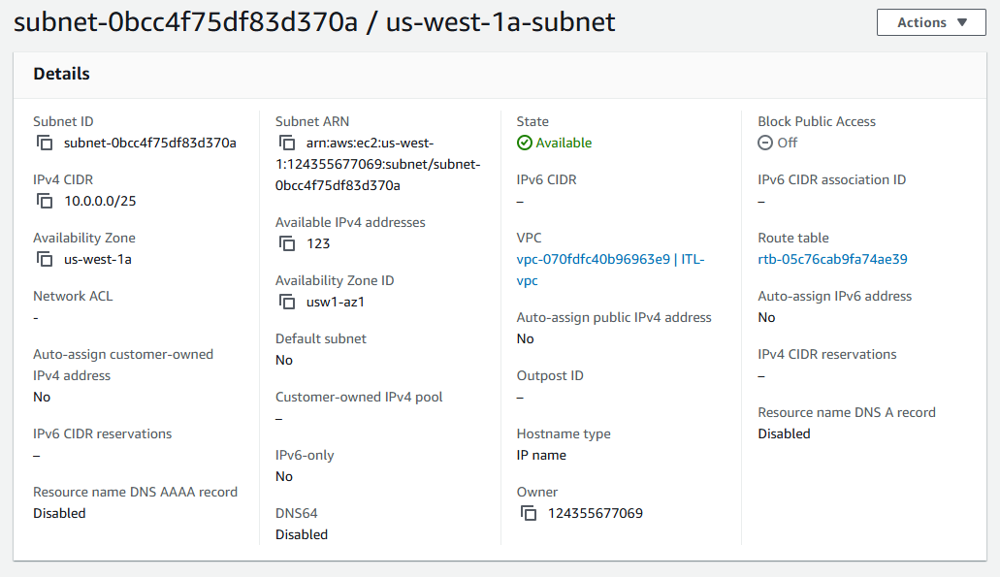 subnet-0bcc4f75df83d370a / us-west-1a-subnet
Actions
Details
Subnet ID
subnet-0bcc4f75df83d370a
IPv4 CIDR
10.0.0.0/25
Availability Zone
us-west-1a
Network ACL
-
Auto-assign customer-owned
IPv4 address
No
IPv6 CIDR reservations
–
Resource name DNS AAAA record
Disabled
Subnet ARN
arn:aws:ec2:us-west-
1:124355677069:subnet/subnet-
0bcc4f75df83d370a
Available IPv4 addresses
123
Availability Zone ID
usw1-az1
Default subnet
No
Customer-owned IPv4 pool
–
IPv6-only
No
DNS64
Disabled
State
Available
IPv6 CIDR
–
VPC
vpc-070fdfc40b96963e9 | ITL-
vpc
Auto-assign public IPv4 address
No
Outpost ID
–
Hostname type
IP name
Owner
124355677069
Block Public Access
Off
IPv6 CIDR association ID
–
Route table
rtb-05c76cab9fa74ae39
Auto-assign IPv6 address
No
IPv4 CIDR reservations
–
Resource name DNS A record
Disabled